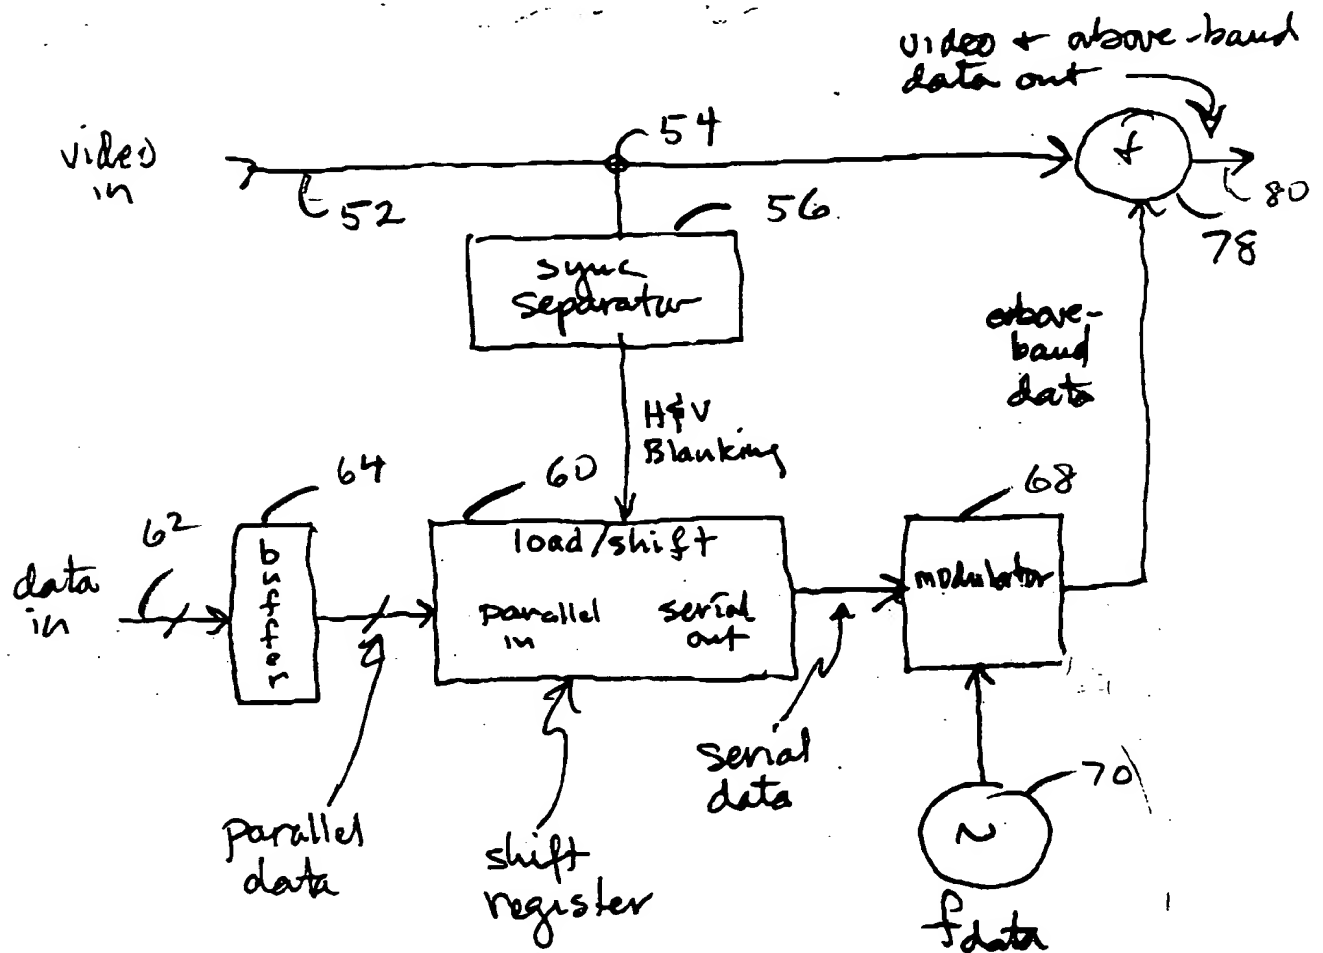 video + above-band
data out
54
video
in
+
52
56
80
78
sync
separator
above-
band
data
H&V
Blanking
64
60
68
62
data
in
buffer
load/shift
parallel
in
serial
out
modulator
serial
data
70
~
parallel
data
shift
register
fdata